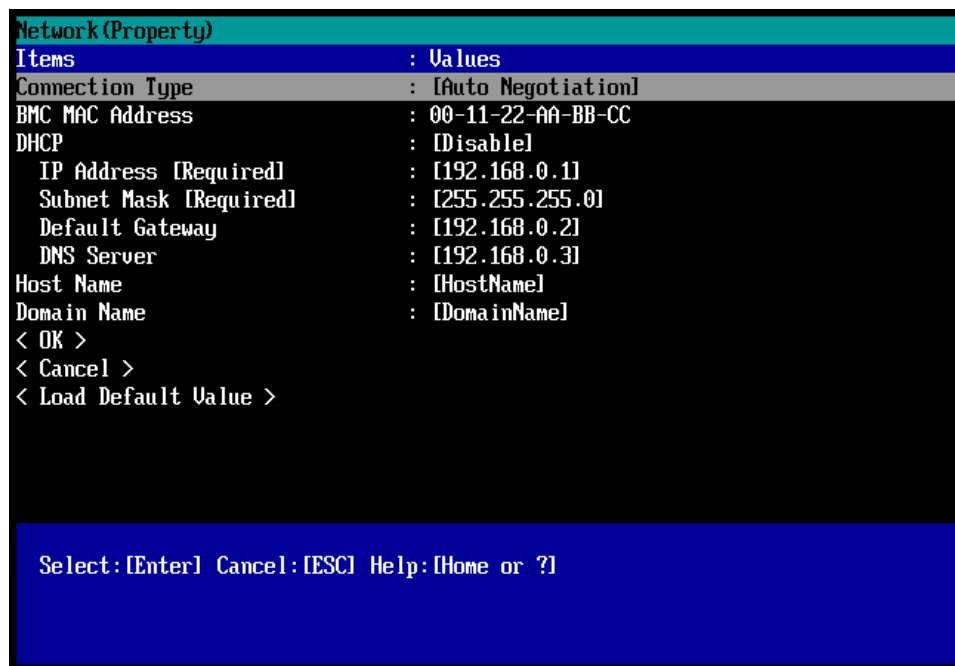 Network(Property)
Items : Values
Connection Type : [Auto Negotiation]
BMC MAC Address : 00-11-22-AA-BB-CC
DHCP : [Disable]
IP Address [Required] : [192.168.0.1]
Subnet Mask [Required] : [255.255.255.0]
Default Gateway : [192.168.0.2]
DNS Server : [192.168.0.3]
Host Name : [HostName]
Domain Name : [DomainName]
< OK >
< Cancel >
< Load Default Value >
Select:[Enter] Cancel:[ESC] Help:[Home or ?]